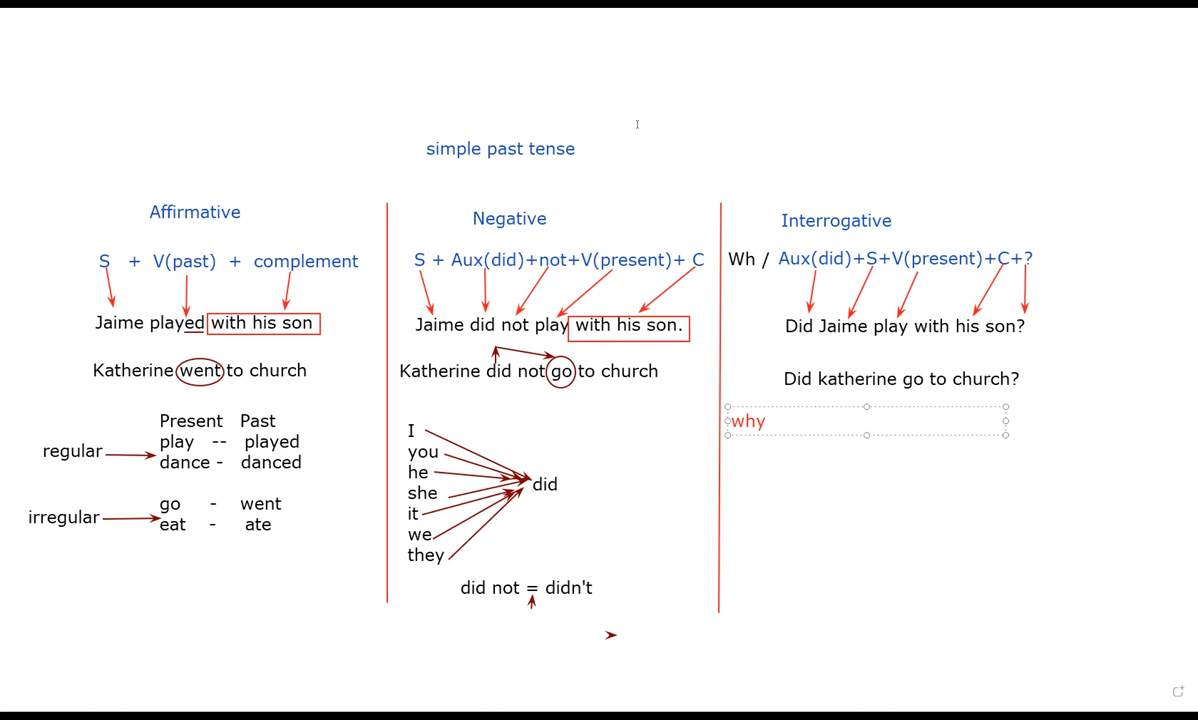 simple past tense
Affirmative
S + V(past) + complement
Jaime played with his son
Katherine went to church
Present Past
play -- played
regular
dance - danced
go - went
irregular
eat - ate
Negative
S + Aux(did)+not+V(present)+ C
Jaime did not play with his son.
Katherine did not go to church
I
you
he
she
it
we
they
did
did not = didn't
Interrogative
Wh / Aux(did)+S+V(present)+C+?
Did Jaime play with his son?
Did katherine go to church?
why